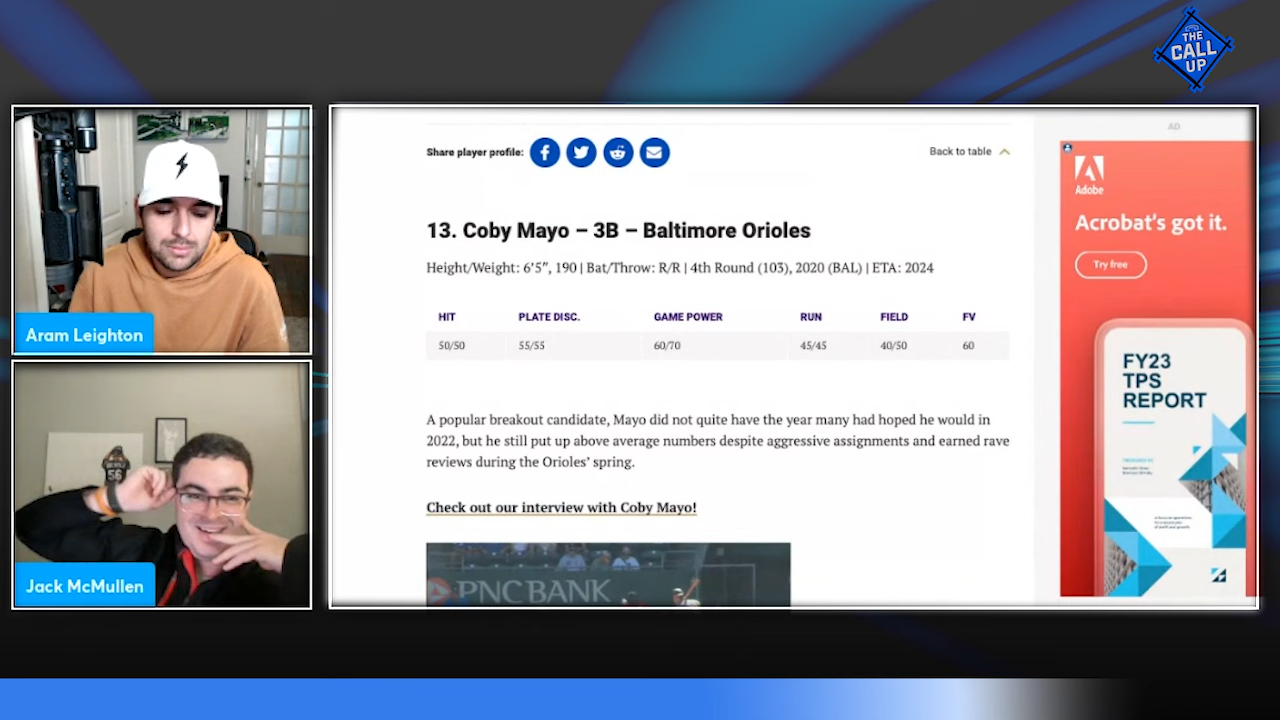 THE
CALL
UP
Share player profile:
Back to table
AD
Adobe
Acrobat's got it.
Try free
13. Coby Mayo – 3B – Baltimore Orioles
Height/Weight: 6'5", 190 | Bat/Throw: R/R | 4th Round (103), 2020 (BAL) | ETA: 2024
HIT PLATE DISC. GAME POWER RUN FIELD FV
50/50 55/55 60/70 45/45 40/50 60
Aram Leighton
A popular breakout candidate, Mayo did not quite have the year many had hoped he would in
2022, but he still put up above average numbers despite aggressive assignments and earned rave
reviews during the Orioles' spring.
Check out our interview with Coby Mayo!
PNC BANK
FY23
TPS
REPORT
56
Jack McMullen